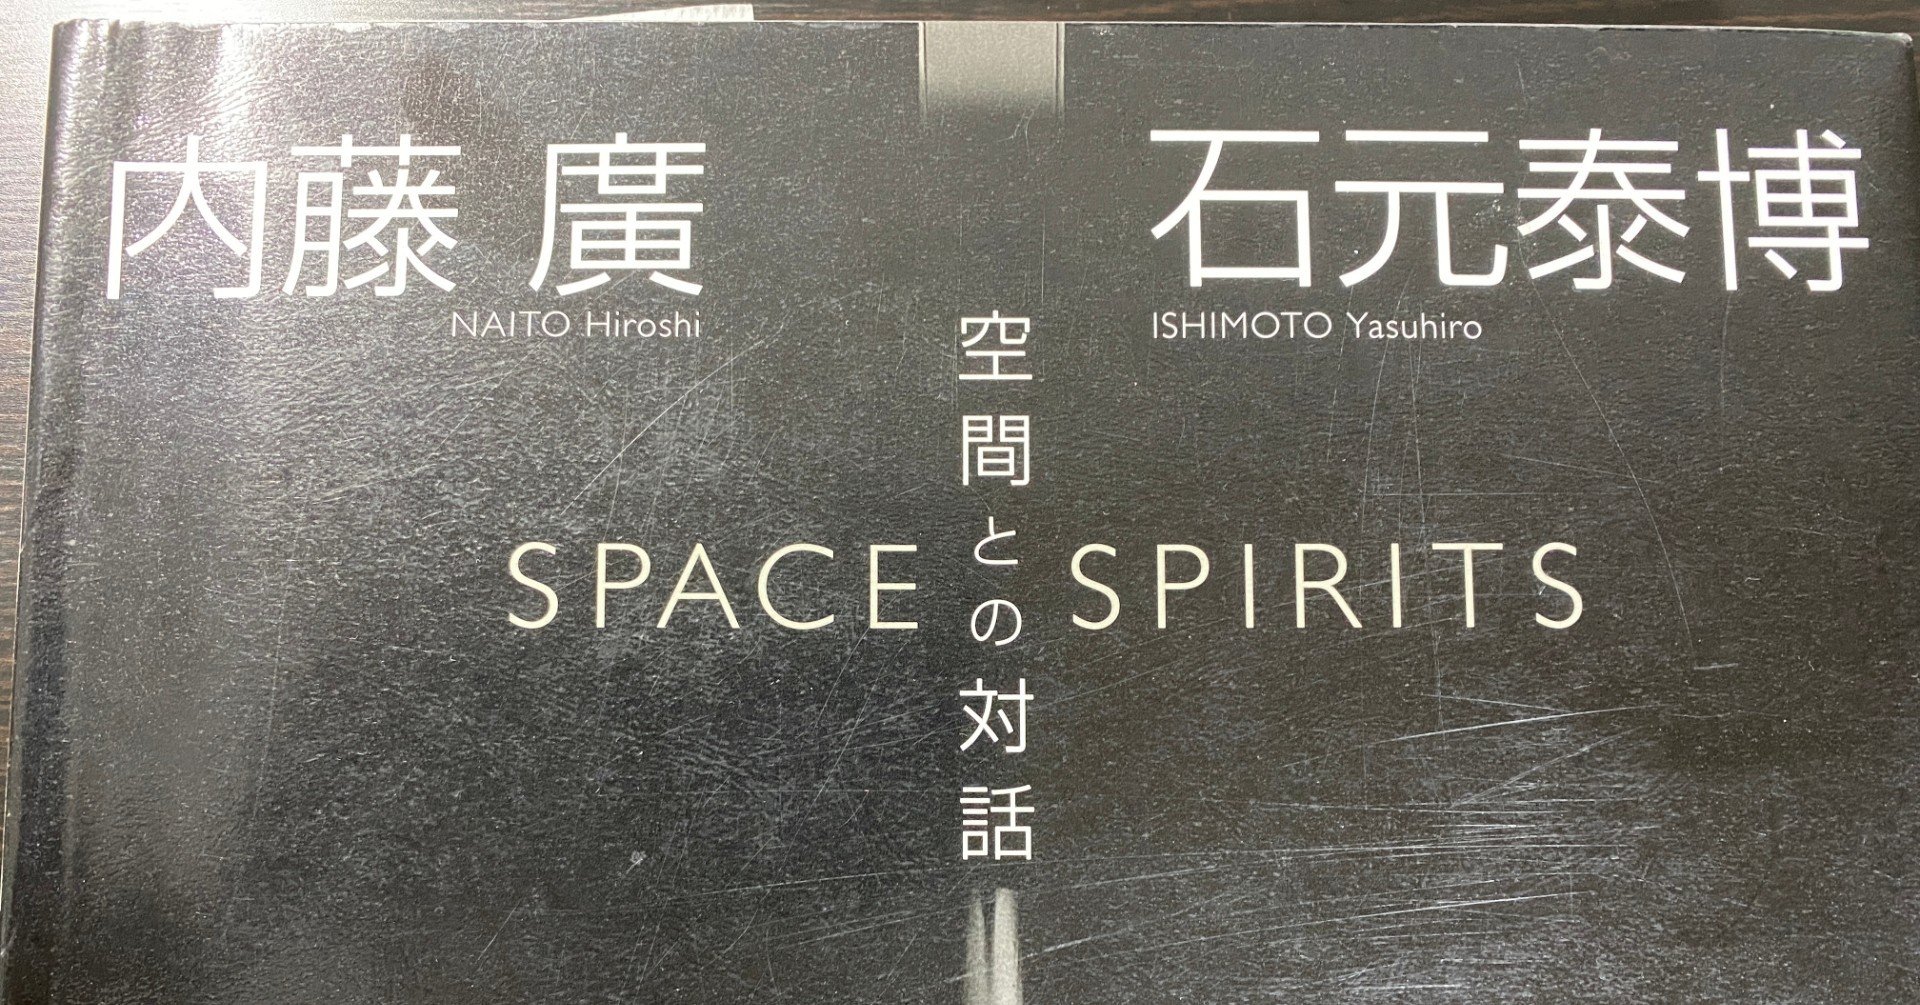 内藤 廣
NAITO Hiroshi
石元泰博
ISHIMOTO Yasuhiro
空間との対話
SPACE SPIRITS